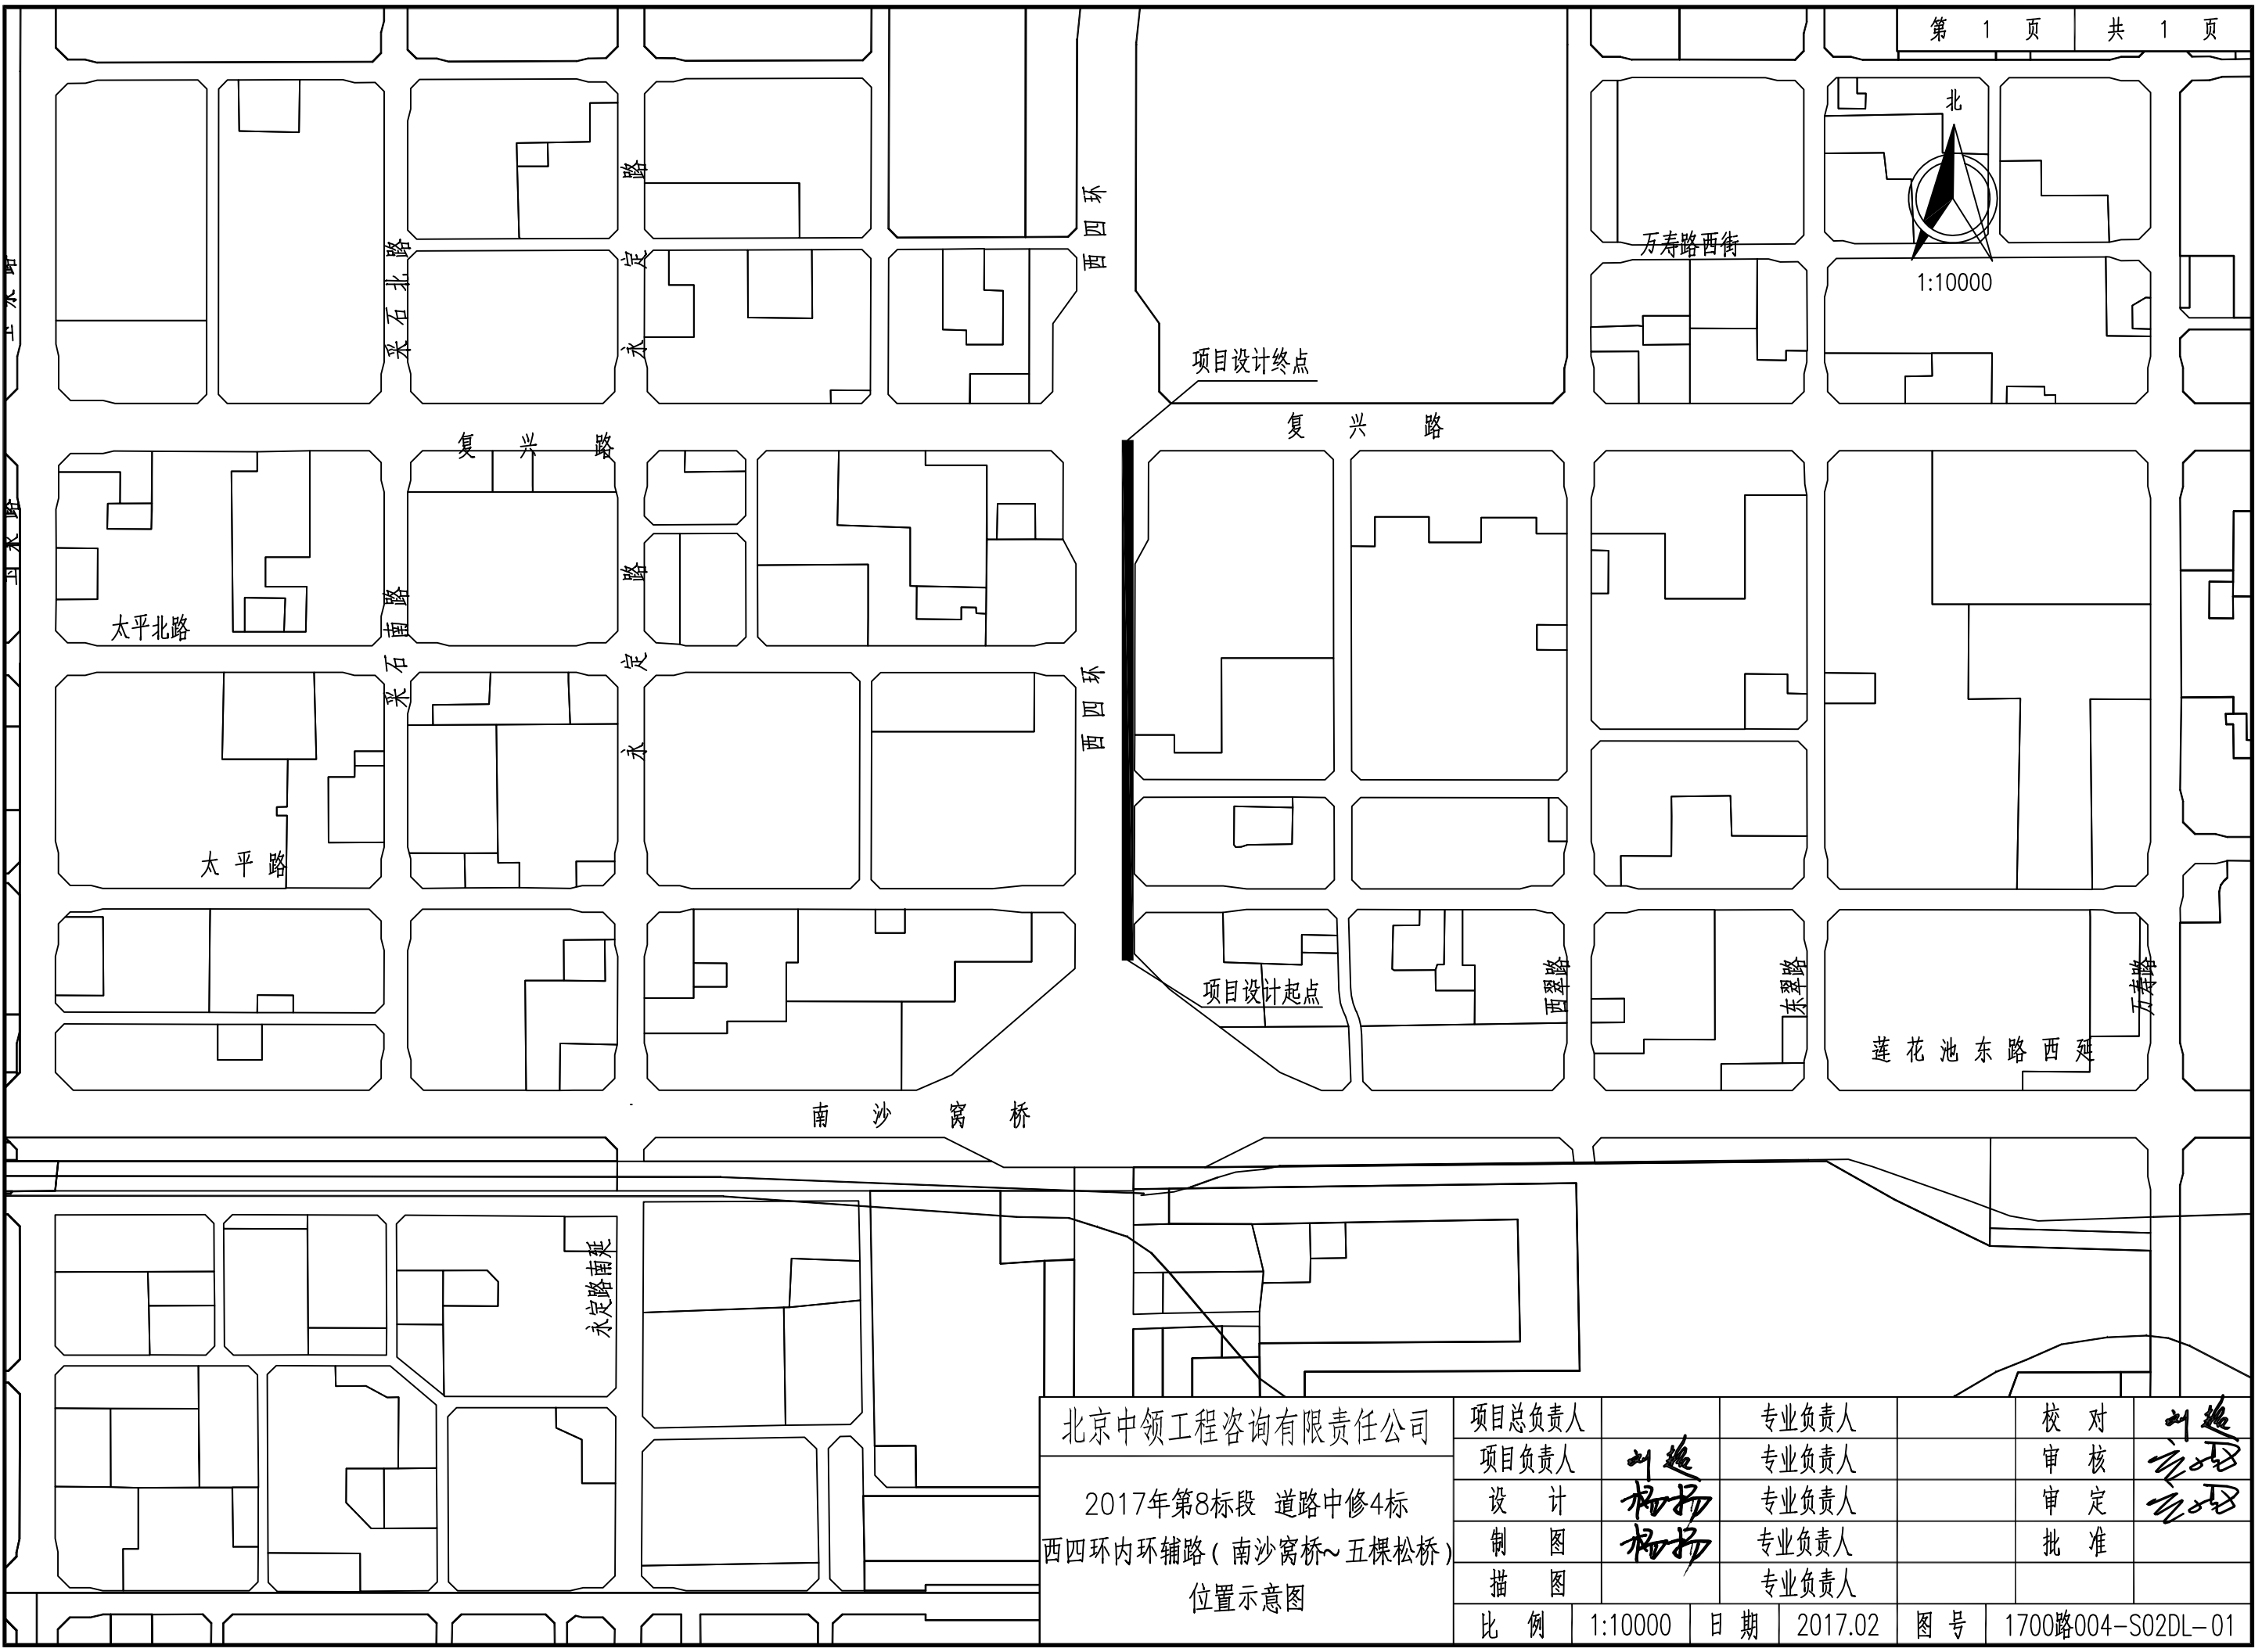 第 1 页 共 1 页
北
1:10000
万寿路西街
西四环
永定路
采石北路
项目设计终点
复兴路
复兴路
太平北路
采石南路
永定路
西四环
太平路
项目设计起点
西翠路
东翠路
万寿路
莲花池东路西延
南沙窝桥
永定路南延
北京中领工程咨询有限责任公司
2017年第8标段 道路中修4标
西四环内环辅路(南沙窝桥~五棵松桥)
位置示意图
项目总负责人 专业负责人 校对
项目负责人 专业负责人 审核
设计 专业负责人 审定
制图 专业负责人 批准
描图 专业负责人
比例 1:10000 日期 2017.02 图号 1700路004-S02DL-01